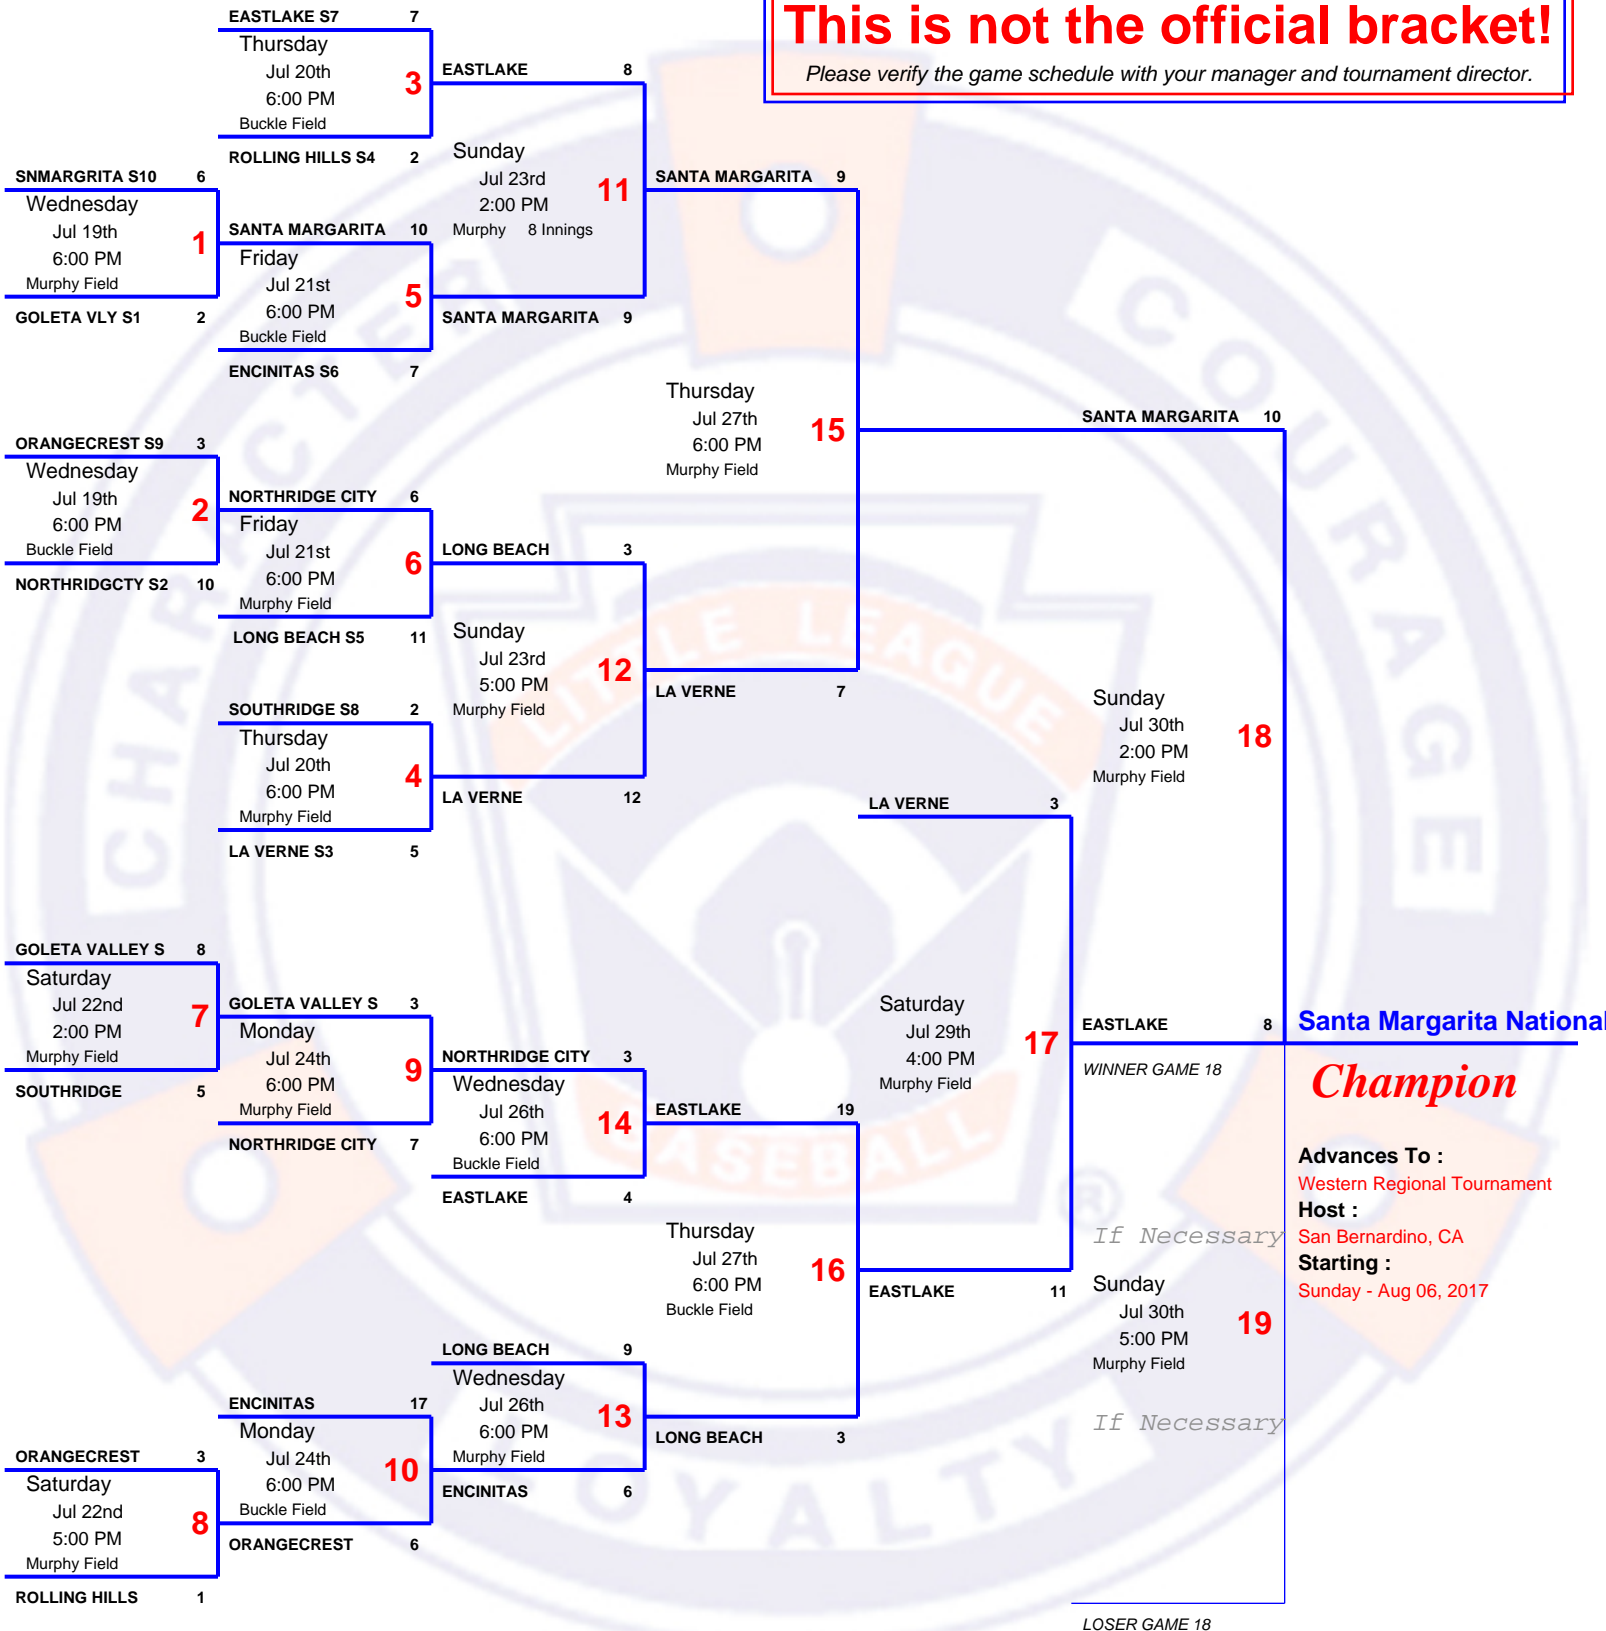 This is not the official bracket!
Please verify the game schedule with your manager and tournament director.
EASTLAKE S7 7
Thursday
Jul 20th
6:00 PM
Buckle Field
3
ROLLING HILLS S4 2
SNMARGRITA S10 6
Wednesday
Jul 19th
6:00 PM
Murphy Field
1
GOLETA VLY S1 2
SANTA MARGARITA 10
Friday
Jul 21st
6:00 PM
Buckle Field
5
ENCINITAS S6 7
EASTLAKE 8
Sunday
Jul 23rd
2:00 PM
Murphy 8 Innings
11
SANTA MARGARITA 9
ORANGECREST S9 3
Wednesday
Jul 19th
6:00 PM
Buckle Field
2
NORTHRIDGCTY S2 10
NORTHRIDGE CITY 6
Friday
Jul 21st
6:00 PM
Murphy Field
6
LONG BEACH S5 11
SOUTHRIDGE S8 2
Thursday
Jul 20th
6:00 PM
Murphy Field
4
LA VERNE S3 5
LONG BEACH 3
Sunday
Jul 23rd
5:00 PM
Murphy Field
12
LA VERNE 12
SANTA MARGARITA 9
Thursday
Jul 27th
6:00 PM
Murphy Field
15
LA VERNE 7
SANTA MARGARITA 10
Sunday
Jul 30th
2:00 PM
Murphy Field
18
GOLETA VALLEY S 8
Saturday
Jul 22nd
2:00 PM
Murphy Field
7
SOUTHRIDGE 5
GOLETA VALLEY S 3
Monday
Jul 24th
6:00 PM
Murphy Field
9
NORTHRIDGE CITY 7
NORTHRIDGE CITY 3
Wednesday
Jul 26th
6:00 PM
Buckle Field
14
EASTLAKE 4
ORANGECREST 3
Saturday
Jul 22nd
5:00 PM
Murphy Field
8
ROLLING HILLS 1
ENCINITAS 17
Monday
Jul 24th
6:00 PM
Buckle Field
10
ORANGECREST 6
LONG BEACH 9
Wednesday
Jul 26th
6:00 PM
Murphy Field
13
ENCINITAS 6
EASTLAKE 19
Thursday
Jul 27th
6:00 PM
Buckle Field
16
LONG BEACH 3
LA VERNE 3
Saturday
Jul 29th
4:00 PM
Murphy Field
17
EASTLAKE 11
EASTLAKE 8
WINNER GAME 18
If Necessary
Sunday
Jul 30th
5:00 PM
Murphy Field
19
If Necessary
LOSER GAME 18
Santa Margarita National
Champion
Advances To :
Western Regional Tournament
Host :
San Bernardino, CA
Starting :
Sunday - Aug 06, 2017
CHARACTER
COURAGE
LOYALTY
LITTLE LEAGUE
BASEBALL
®